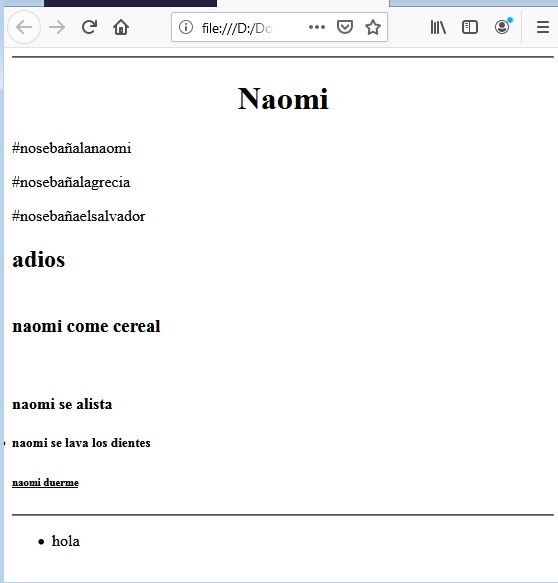 file:///D:/Do
Naomi
#nosebañalanaomi
#nosebañalagrecia
#nosebañaelsalvador
adios
naomi come cereal
naomi se alista
naomi se lava los dientes
naomi duerme
hola